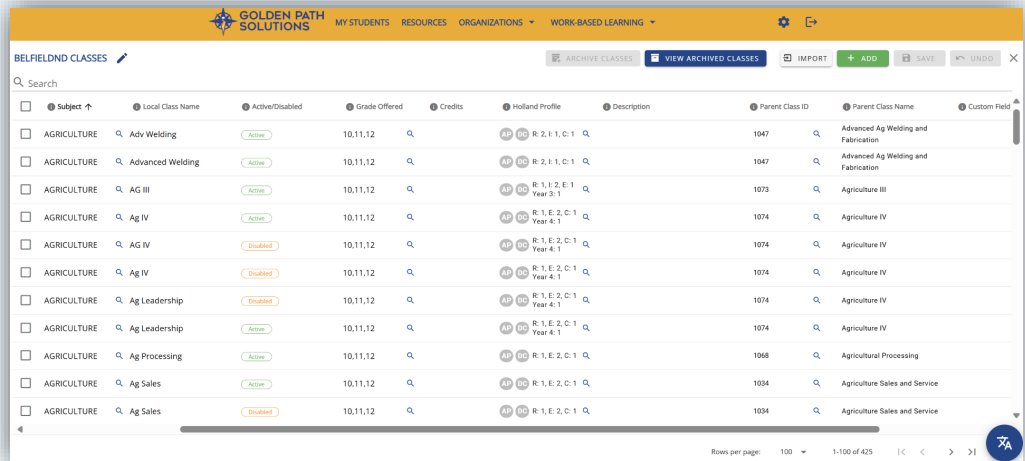 GOLDEN PATH SOLUTIONS MY STUDENTS RESOURCES ORGANIZATIONS WORK-BASED LEARNING
BELFIELDND CLASSES ARCHIVE CLASSES VIEW ARCHIVED CLASSES IMPORT + ADD SAVE UNDO
Search
Subject Local Class Name Active/Disabled Grade Offered Credits Holland Profile Description Parent Class ID Parent Class Name Custom Field
AGRICULTURE Adv Welding Active 10,11,12 AP DC R: 2, I: 1, C: 1 1047 Advanced Ag Welding and Fabrication
AGRICULTURE Advanced Welding Active 10,11,12 AP DC R: 2, I: 1, C: 1 1047 Advanced Ag Welding and Fabrication
AGRICULTURE AG III Active 10,11,12 AP DC R: 1, I: 2, E: 1 Year 3: 1 1073 Agriculture III
AGRICULTURE Ag IV Active 10,11,12 AP DC R: 1, E: 2, C: 1 Year 4: 1 1074 Agriculture IV
AGRICULTURE AG IV Disabled 10,11,12 AP DC R: 1, E: 2, C: 1 Year 4: 1 1074 Agriculture IV
AGRICULTURE Ag IV Disabled 10,11,12 AP DC R: 1, E: 2, C: 1 Year 4: 1 1074 Agriculture IV
AGRICULTURE Ag Leadership Disabled 10,11,12 AP DC R: 1, E: 2, C: 1 Year 4: 1 1074 Agriculture IV
AGRICULTURE Ag Leadership Active 10,11,12 AP DC R: 1, E: 2, C: 1 Year 4: 1 1074 Agriculture IV
AGRICULTURE Ag Processing Active 10,11,12 AP DC R: 1, E: 2, C: 1 1068 Agricultural Processing
AGRICULTURE Ag Sales Active 10,11,12 AP DC R: 1, E: 2, C: 1 1034 Agriculture Sales and Service
AGRICULTURE Ag Sales Disabled 10,11,12 AP DC R: 1, E: 2, C: 1 1034 Agriculture Sales and Service
Rows per page: 100 1-100 of 425